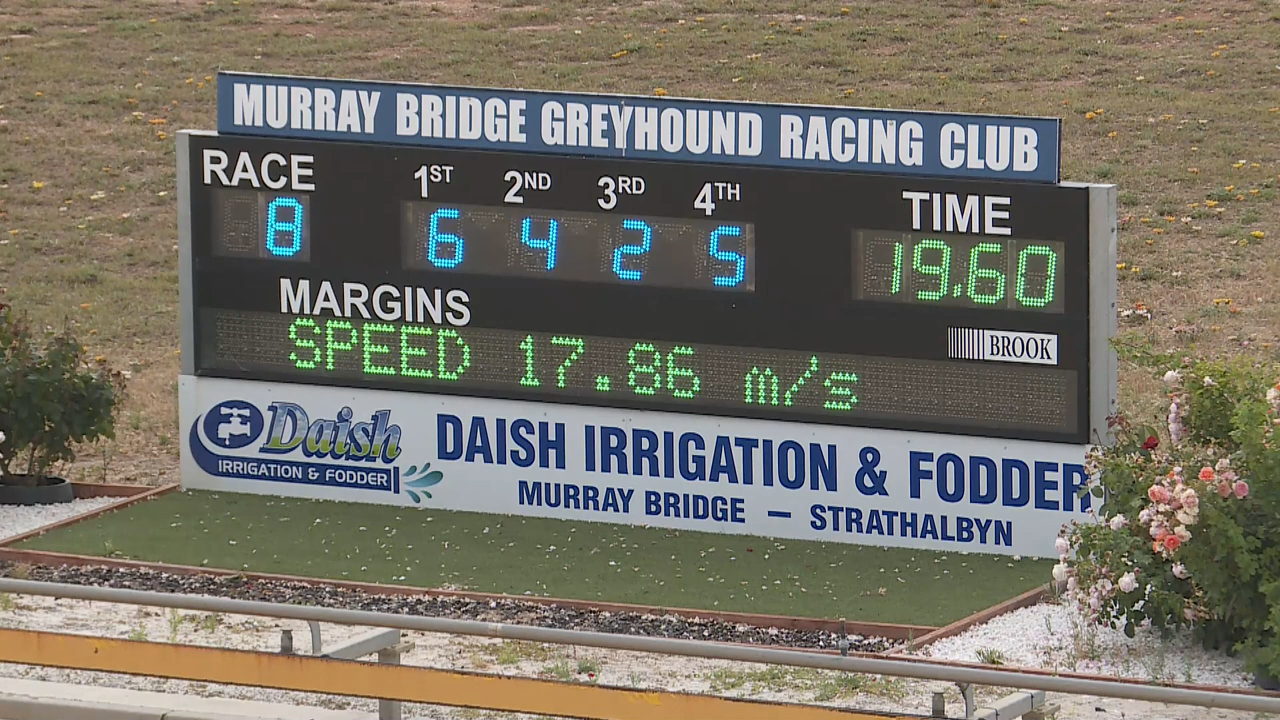 MURRAY BRIDGE GREYHOUND RACING CLUB
RACE 1ST 2ND 3RD 4TH TIME
8 6 4 2 5 19.60
MARGINS
BROOK
SPEED 17.86 m/s
Daish
IRRIGATION & FODDER
DAISH IRRIGATION & FODDER
MURRAY BRIDGE – STRATHALBYN